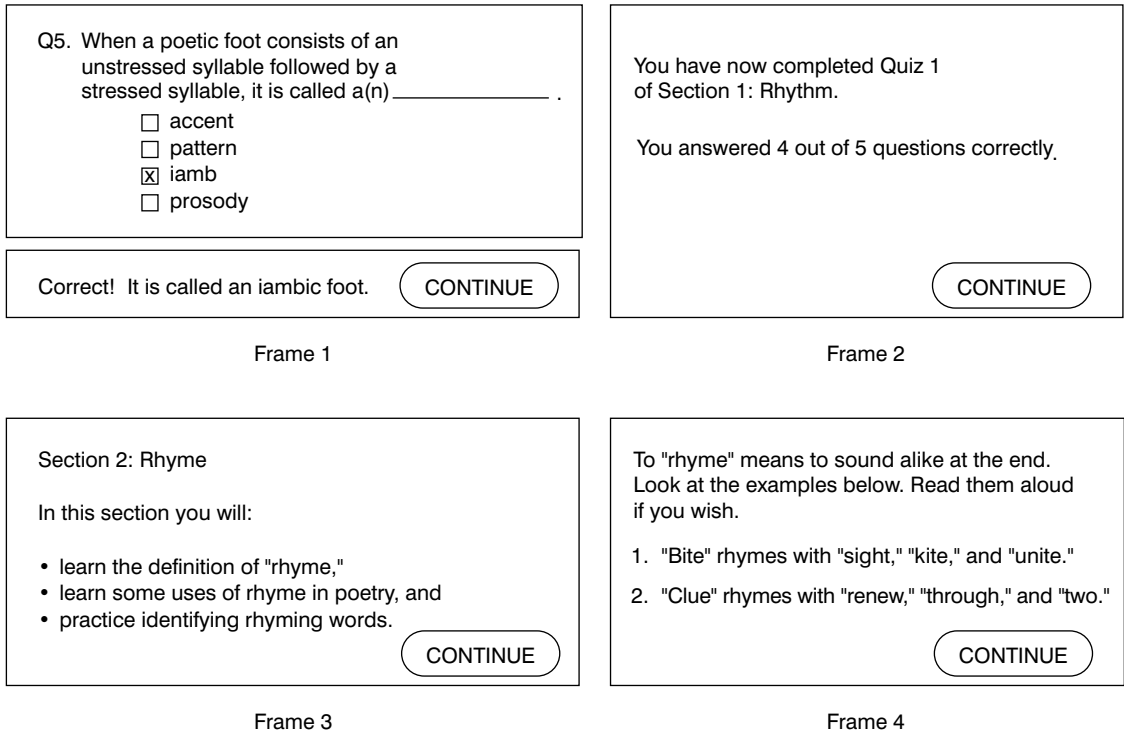 Q5. When a poetic foot consists of an
unstressed syllable followed by a
stressed syllable, it is called a(n) ______________ .
accent
pattern
x iamb
prosody
Correct! It is called an iambic foot. CONTINUE
Frame 1
You have now completed Quiz 1
of Section 1: Rhythm.
You answered 4 out of 5 questions correctly.
CONTINUE
Frame 2
Section 2: Rhyme
In this section you will:
• learn the definition of "rhyme,"
• learn some uses of rhyme in poetry, and
• practice identifying rhyming words.
CONTINUE
Frame 3
To "rhyme" means to sound alike at the end.
Look at the examples below. Read them aloud
if you wish.
1. "Bite" rhymes with "sight," "kite," and "unite."
2. "Clue" rhymes with "renew," "through," and "two."
CONTINUE
Frame 4